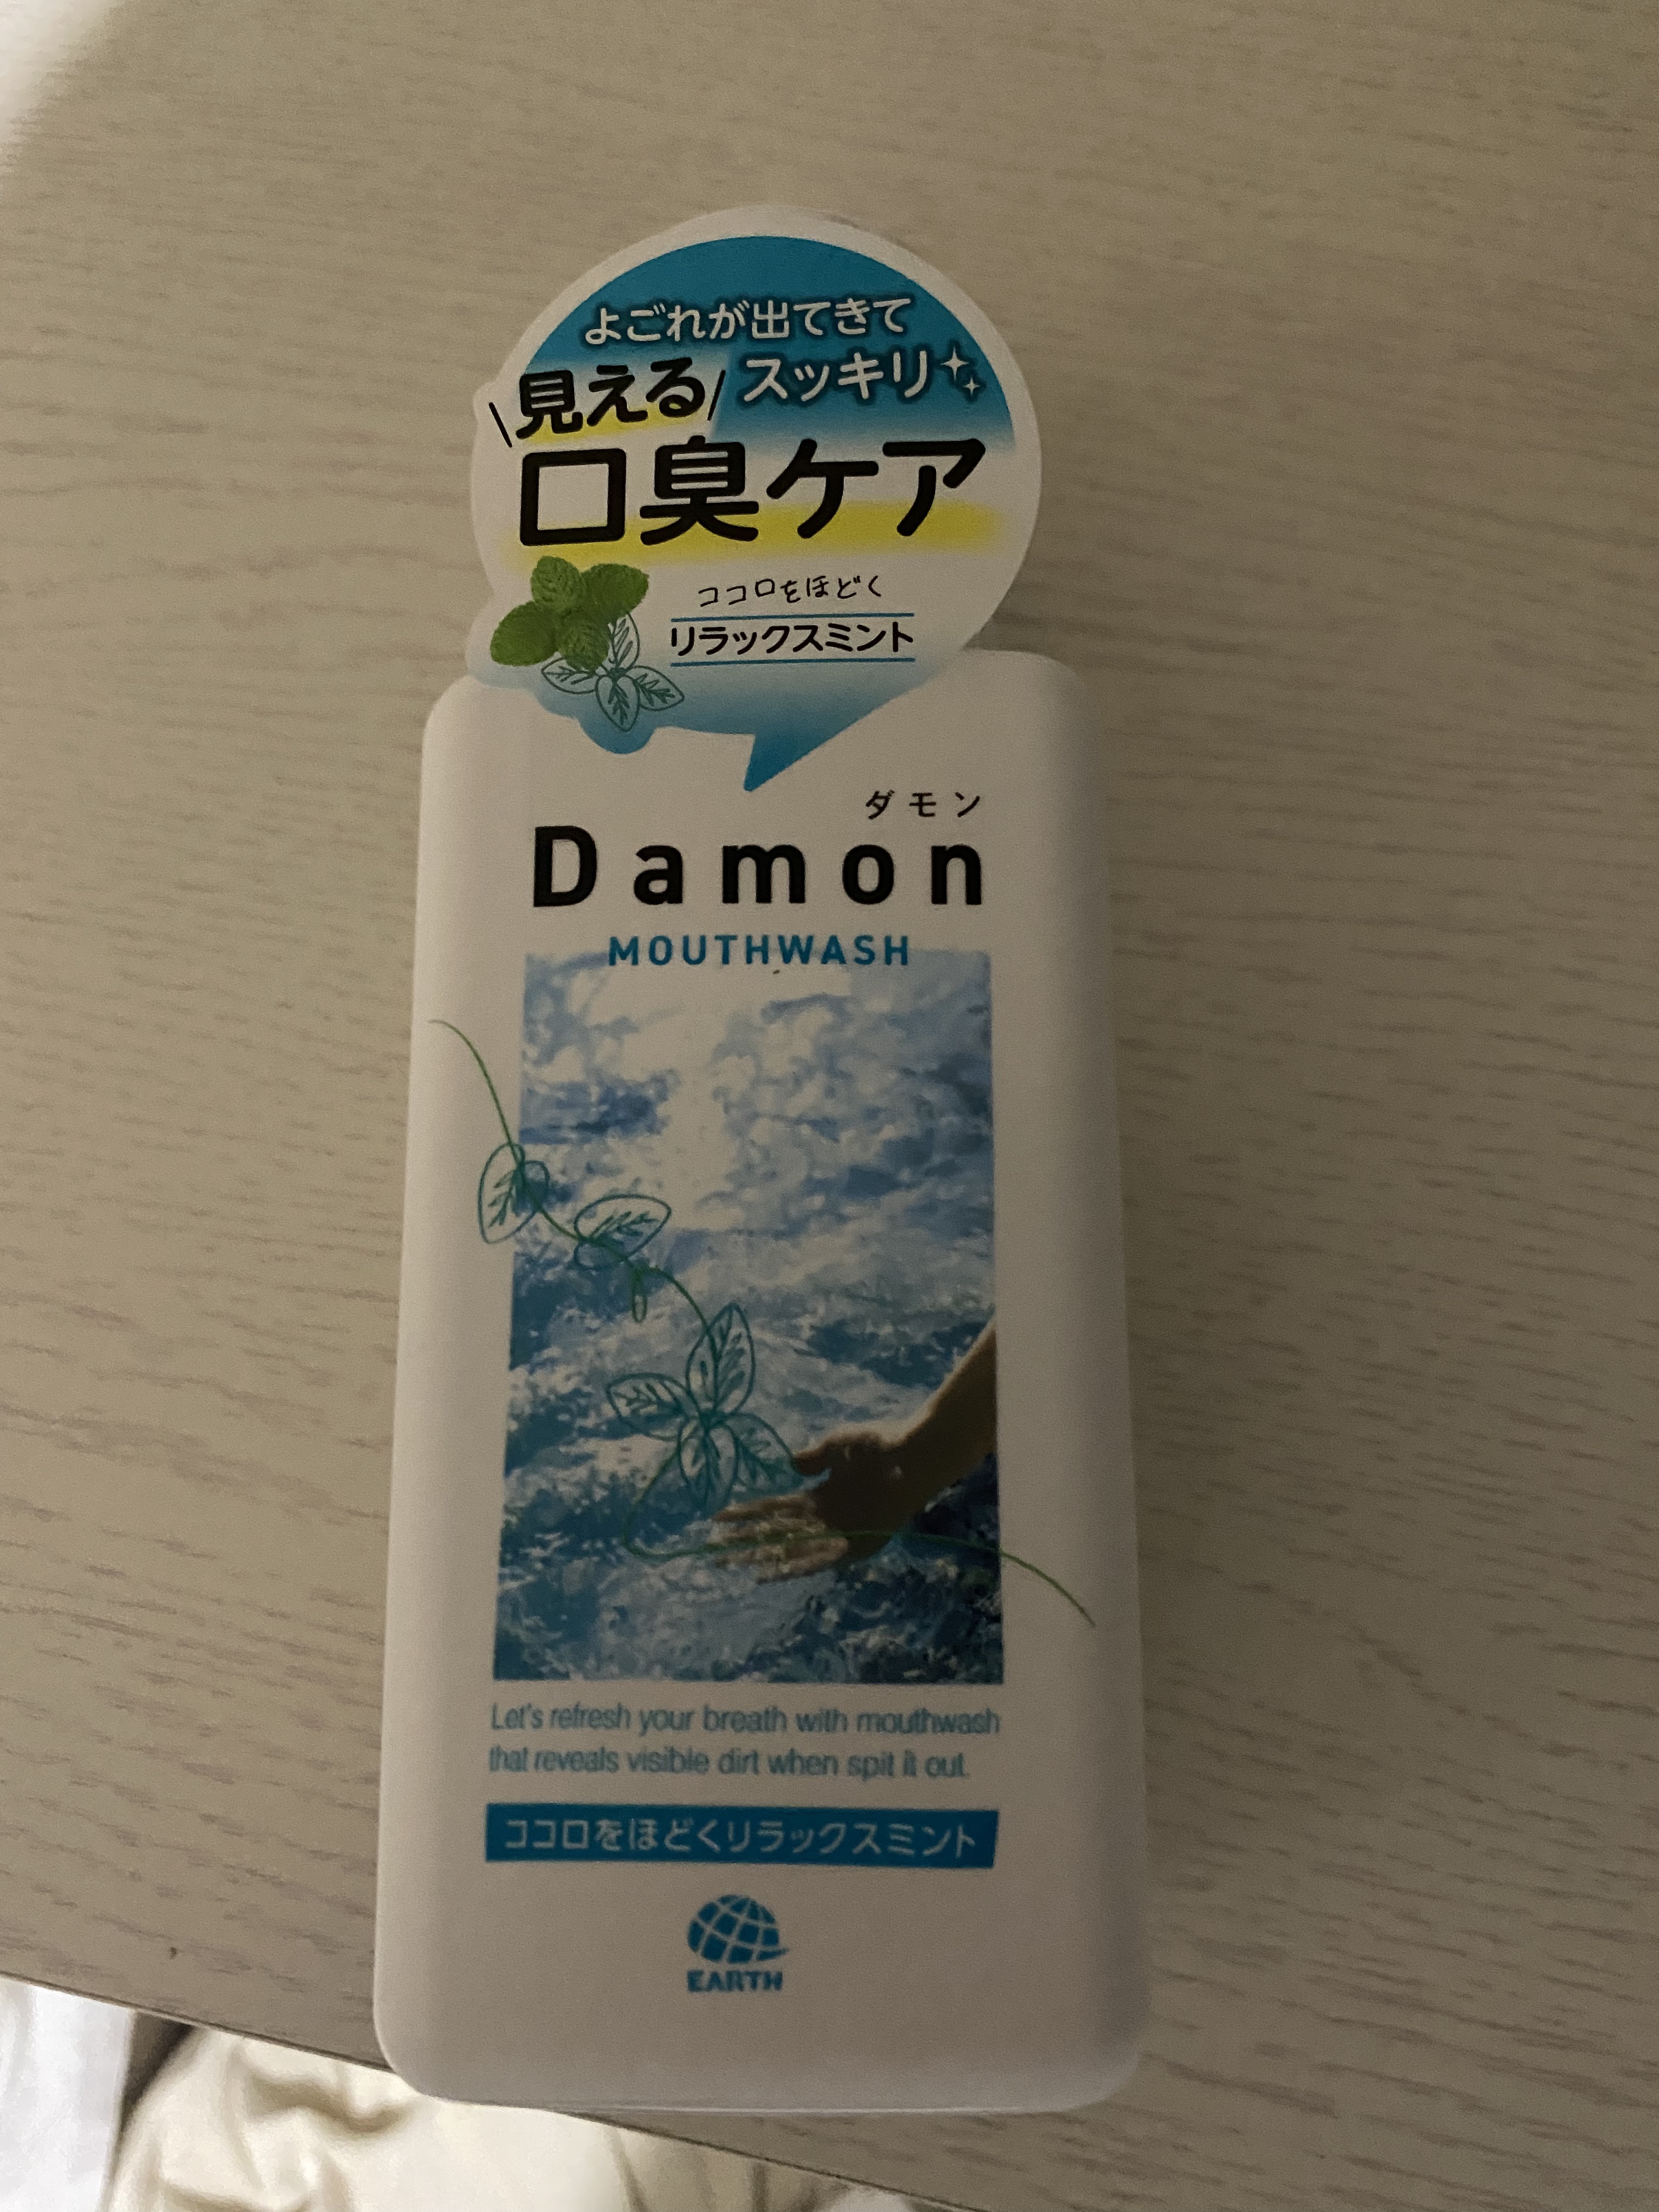 よごれが出てきて
見える スッキリ
口臭ケア
ココロをほどく
リラックスミント
ダモン
Damon
MOUTHWASH
Let's refresh your breath with mouthwash
that reveals visible dirt when spit it out.
ココロをほどくリラックスミント
EARTH